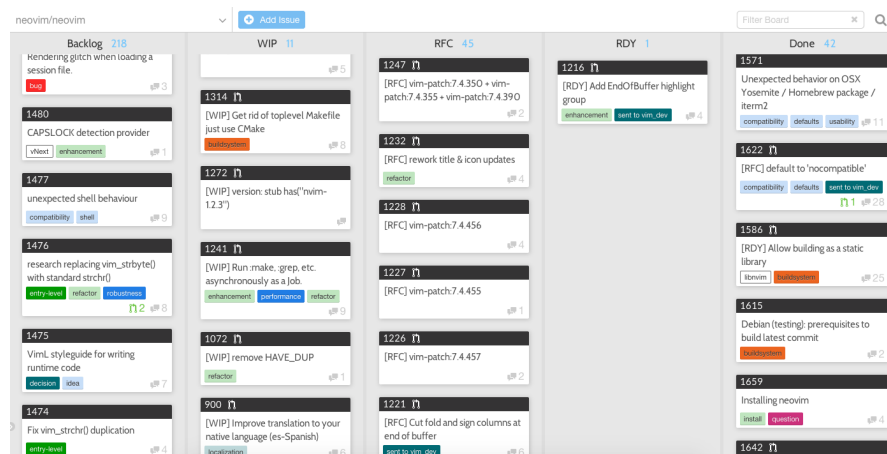 neovim/neovim
Add Issue
Filter Board
Backlog 218
Rendering glitch when loading a
session file.
bug
3
1480
CAPSLOCK detection provider
vNext enhancement
1
1477
unexpected shell behaviour
compatibility shell
9
1476
research replacing vim_strbyte()
with standard strchr()
entry-level refactor robustness
2 8
1475
VimL styleguide for writing
runtime code
decision idea
7
1474
Fix vim_strchr() duplication
entry-level
4
WIP 11
5
1314
[WIP] Get rid of toplevel Makefile
just use CMake
buildsystem
8
1272
[WIP] version: stub has("nvim-
1.2.3")
1241
[WIP] Run :make, :grep, etc.
asynchronously as a Job.
enhancement performance refactor
9
1072
[WIP] remove HAVE_DUP
refactor
1
900
[WIP] Improve translation to your
native language (es-Spanish)
localization
6
RFC 45
1247
[RFC] vim-patch:7.4.350 + vim-
patch:7.4.355 + vim-patch:7.4.390
2
1232
[RFC] rework title & icon updates
refactor
4
1228
[RFC] vim-patch:7.4.456
4
1227
[RFC] vim-patch:7.4.455
1
1226
[RFC] vim-patch:7.4.457
2
1221
[RFC] Cut fold and sign columns at
end of buffer
sent to vim_dev
6
RDY 1
1216
[RDY] Add EndOfBuffer highlight
group
enhancement sent to vim_dev
4
Done 42
1571
Unexpected behavior on OSX
Yosemite / Homebrew package /
iterm2
compatibility defaults usability
11
1622
[RFC] default to 'nocompatible'
compatibility defaults sent to vim_dev
1 28
1586
[RDY] Allow building as a static
library
libnvim buildsystem
25
1615
Debian (testing): prerequisites to
build latest commit
buildsystem
2
1659
Installing neovim
install question
4
1642